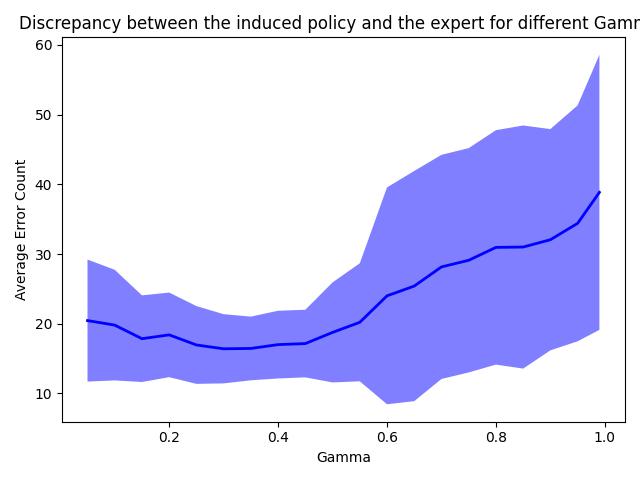 Discrepancy between the induced policy and the expert for different Gamm
60
50
40
30
20
10
Average Error Count
0.2 0.4 0.6 0.8 1.0
Gamma